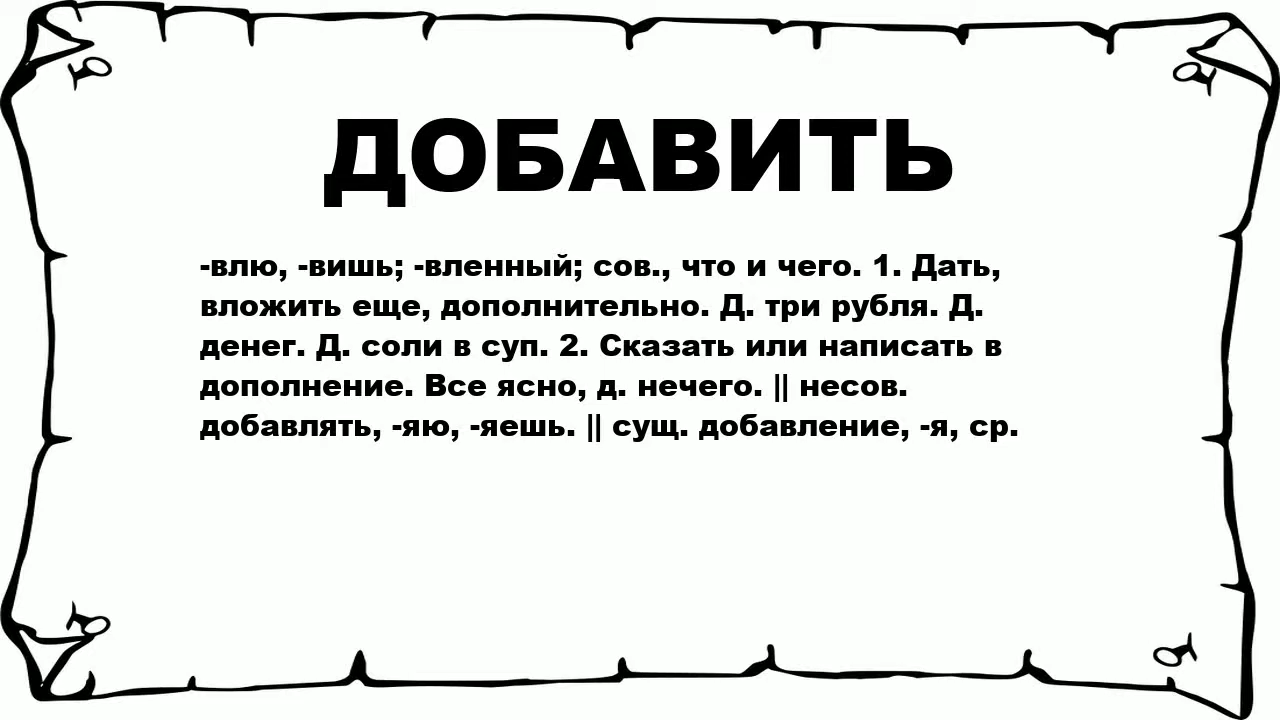 ДОБАВИТЬ
-влю, -вишь; -вленный; сов., что и чего. 1. Дать,
вложить еще, дополнительно. Д. три рубля. Д.
денег. Д. соли в суп. 2. Сказать или написать в
дополнение. Все ясно, д. нечего. || несов.
добавлять, -яю, -яешь. || сущ. добавление, -я, ср.